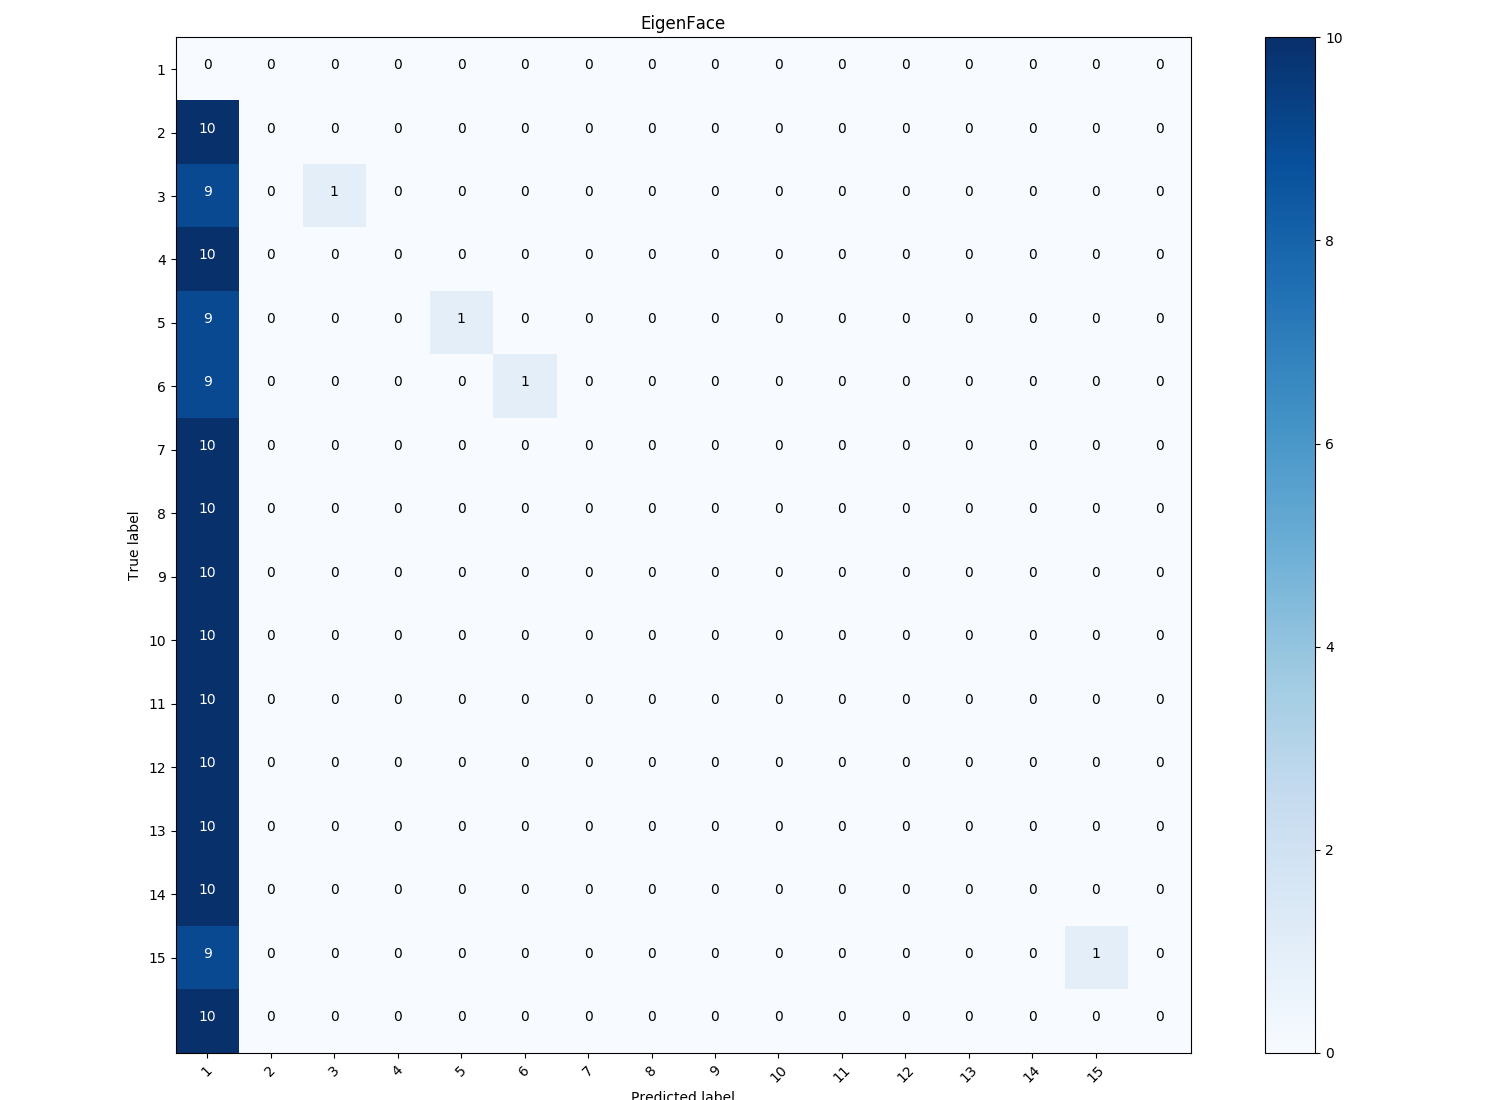 EigenFace
1 0 0 0 0 0 0 0 0 0 0 0 0 0 0 0 0
2 10 0 0 0 0 0 0 0 0 0 0 0 0 0 0 0
3 9 0 1 0 0 0 0 0 0 0 0 0 0 0 0 0
4 10 0 0 0 0 0 0 0 0 0 0 0 0 0 0 0
5 9 0 0 0 1 0 0 0 0 0 0 0 0 0 0 0
6 9 0 0 0 0 1 0 0 0 0 0 0 0 0 0 0
7 10 0 0 0 0 0 0 0 0 0 0 0 0 0 0 0
8 10 0 0 0 0 0 0 0 0 0 0 0 0 0 0 0
9 10 0 0 0 0 0 0 0 0 0 0 0 0 0 0 0
10 10 0 0 0 0 0 0 0 0 0 0 0 0 0 0 0
11 10 0 0 0 0 0 0 0 0 0 0 0 0 0 0 0
12 10 0 0 0 0 0 0 0 0 0 0 0 0 0 0 0
13 10 0 0 0 0 0 0 0 0 0 0 0 0 0 0 0
14 10 0 0 0 0 0 0 0 0 0 0 0 0 0 0 0
15 9 0 0 0 0 0 0 0 0 0 0 0 0 0 1 0
10 0 0 0 0 0 0 0 0 0 0 0 0 0 0 0
1 2 3 4 5 6 7 8 9 10 11 12 13 14 15
True label
Predicted label
10
8
6
4
2
0